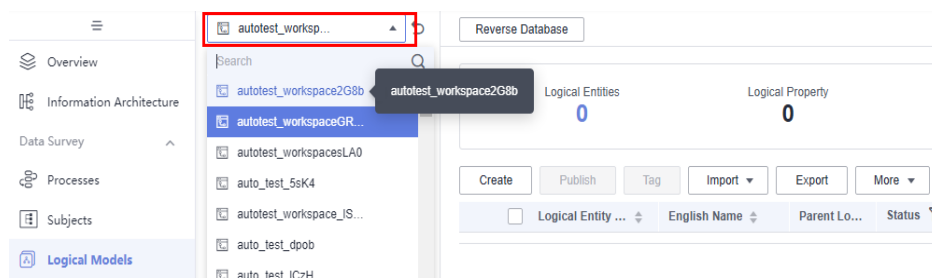 autotest_worksp...
Reverse Database
Overview
Information Architecture
Data Survey
Processes
Subjects
Logical Models
Search
autotest_workspace2G8b
autotest_workspace2G8b
autotest_workspaceGR...
autotest_workspacesLA0
auto_test_5sK4
autotest_workspace_IS...
auto_test_dpob
auto_test_ICzH
Logical Entities
0
Logical Property
0
Create
Publish
Tag
Import
Export
More
Logical Entity ...
English Name
Parent Lo...
Status